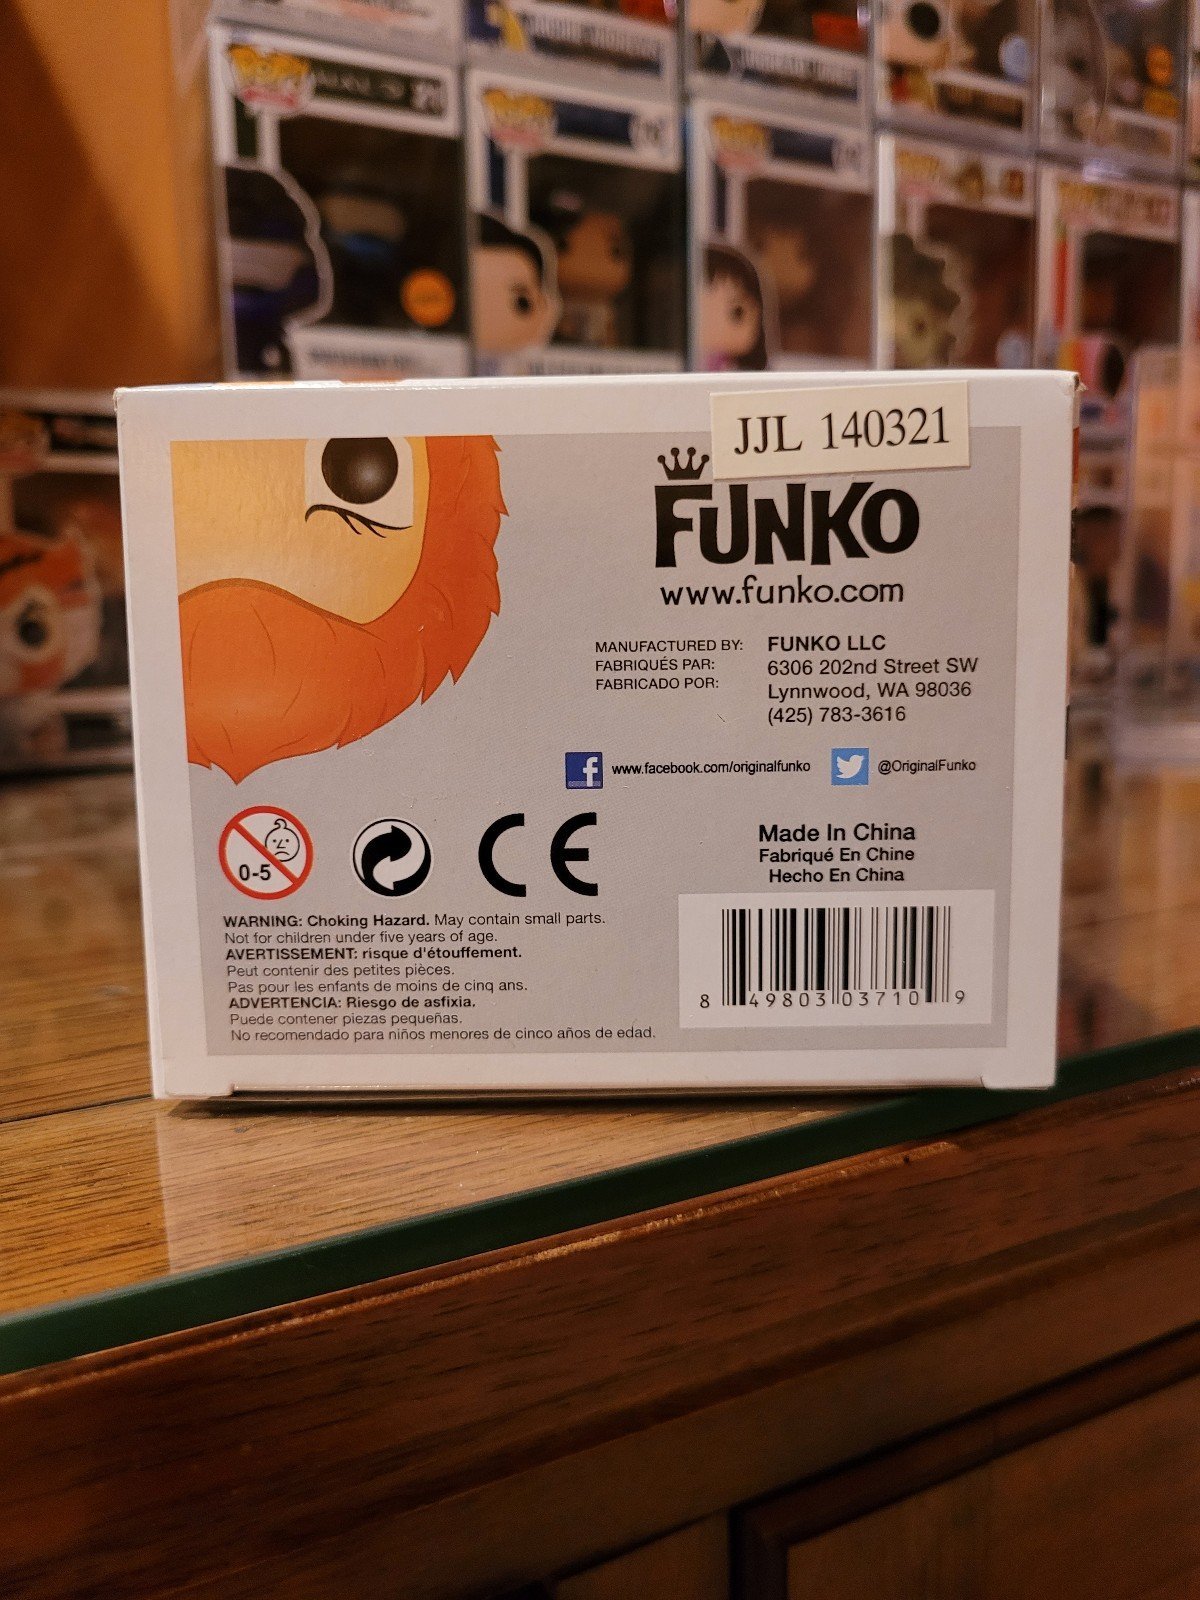 JJL 140321
FUNKO
www.funko.com
MANUFACTURED BY: FUNKO LLC
FABRIQUÉS PAR: 6306 202nd Street SW
FABRICADO POR: Lynnwood, WA 98036
(425) 783-3616
f www.facebook.com/originalfunko @OriginalFunko
0-5
CE
Made In China
Fabriqué En Chine
Hecho En China
WARNING: Choking Hazard. May contain small parts.
Not for children under five years of age.
AVERTISSEMENT: risque d'étouffement.
Peut contenir des petites pièces.
Pas pour les enfants de moins de cinq ans.
ADVERTENCIA: Riesgo de asfixia.
Puede contener piezas pequeñas.
No recomendado para niños menores de cinco años de edad.
8 49803 03710 9
POP!
POP!
POP!